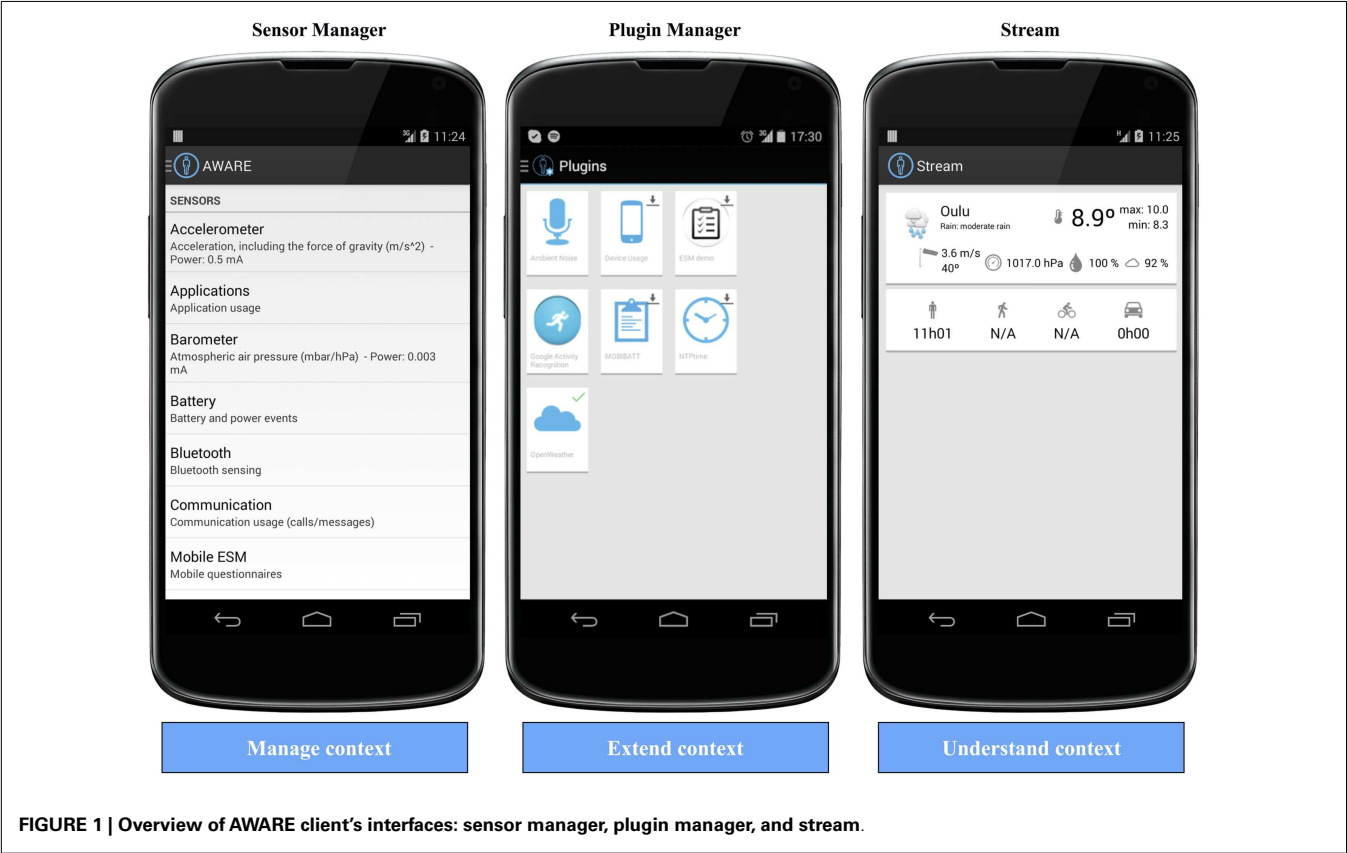 Sensor Manager
Plugin Manager
Stream
3G 11:24
AWARE
SENSORS
Accelerometer
Acceleration, including the force of gravity (m/s^2) -
Power: 0.5 mA
Applications
Application usage
Barometer
Atmospheric air pressure (mbar/hPa) - Power: 0.003
mA
Battery
Battery and power events
Bluetooth
Bluetooth sensing
Communication
Communication usage (calls/messages)
Mobile ESM
Mobile questionnaires
Manage context
3G 17:30
Plugins
Ambient Noise
Device Usage
ESM demo
Google Activity
Recognition
MOBIBATT
NTPtime
OpenWeather
Extend context
H 11:25
Stream
Oulu
Rain: moderate rain
8.9º
max: 10.0
min: 8.3
3.6 m/s
40º
1017.0 hPa
100 %
92 %
11h01
N/A
N/A
0h00
Understand context
FIGURE 1 | Overview of AWARE client's interfaces: sensor manager, plugin manager, and stream.